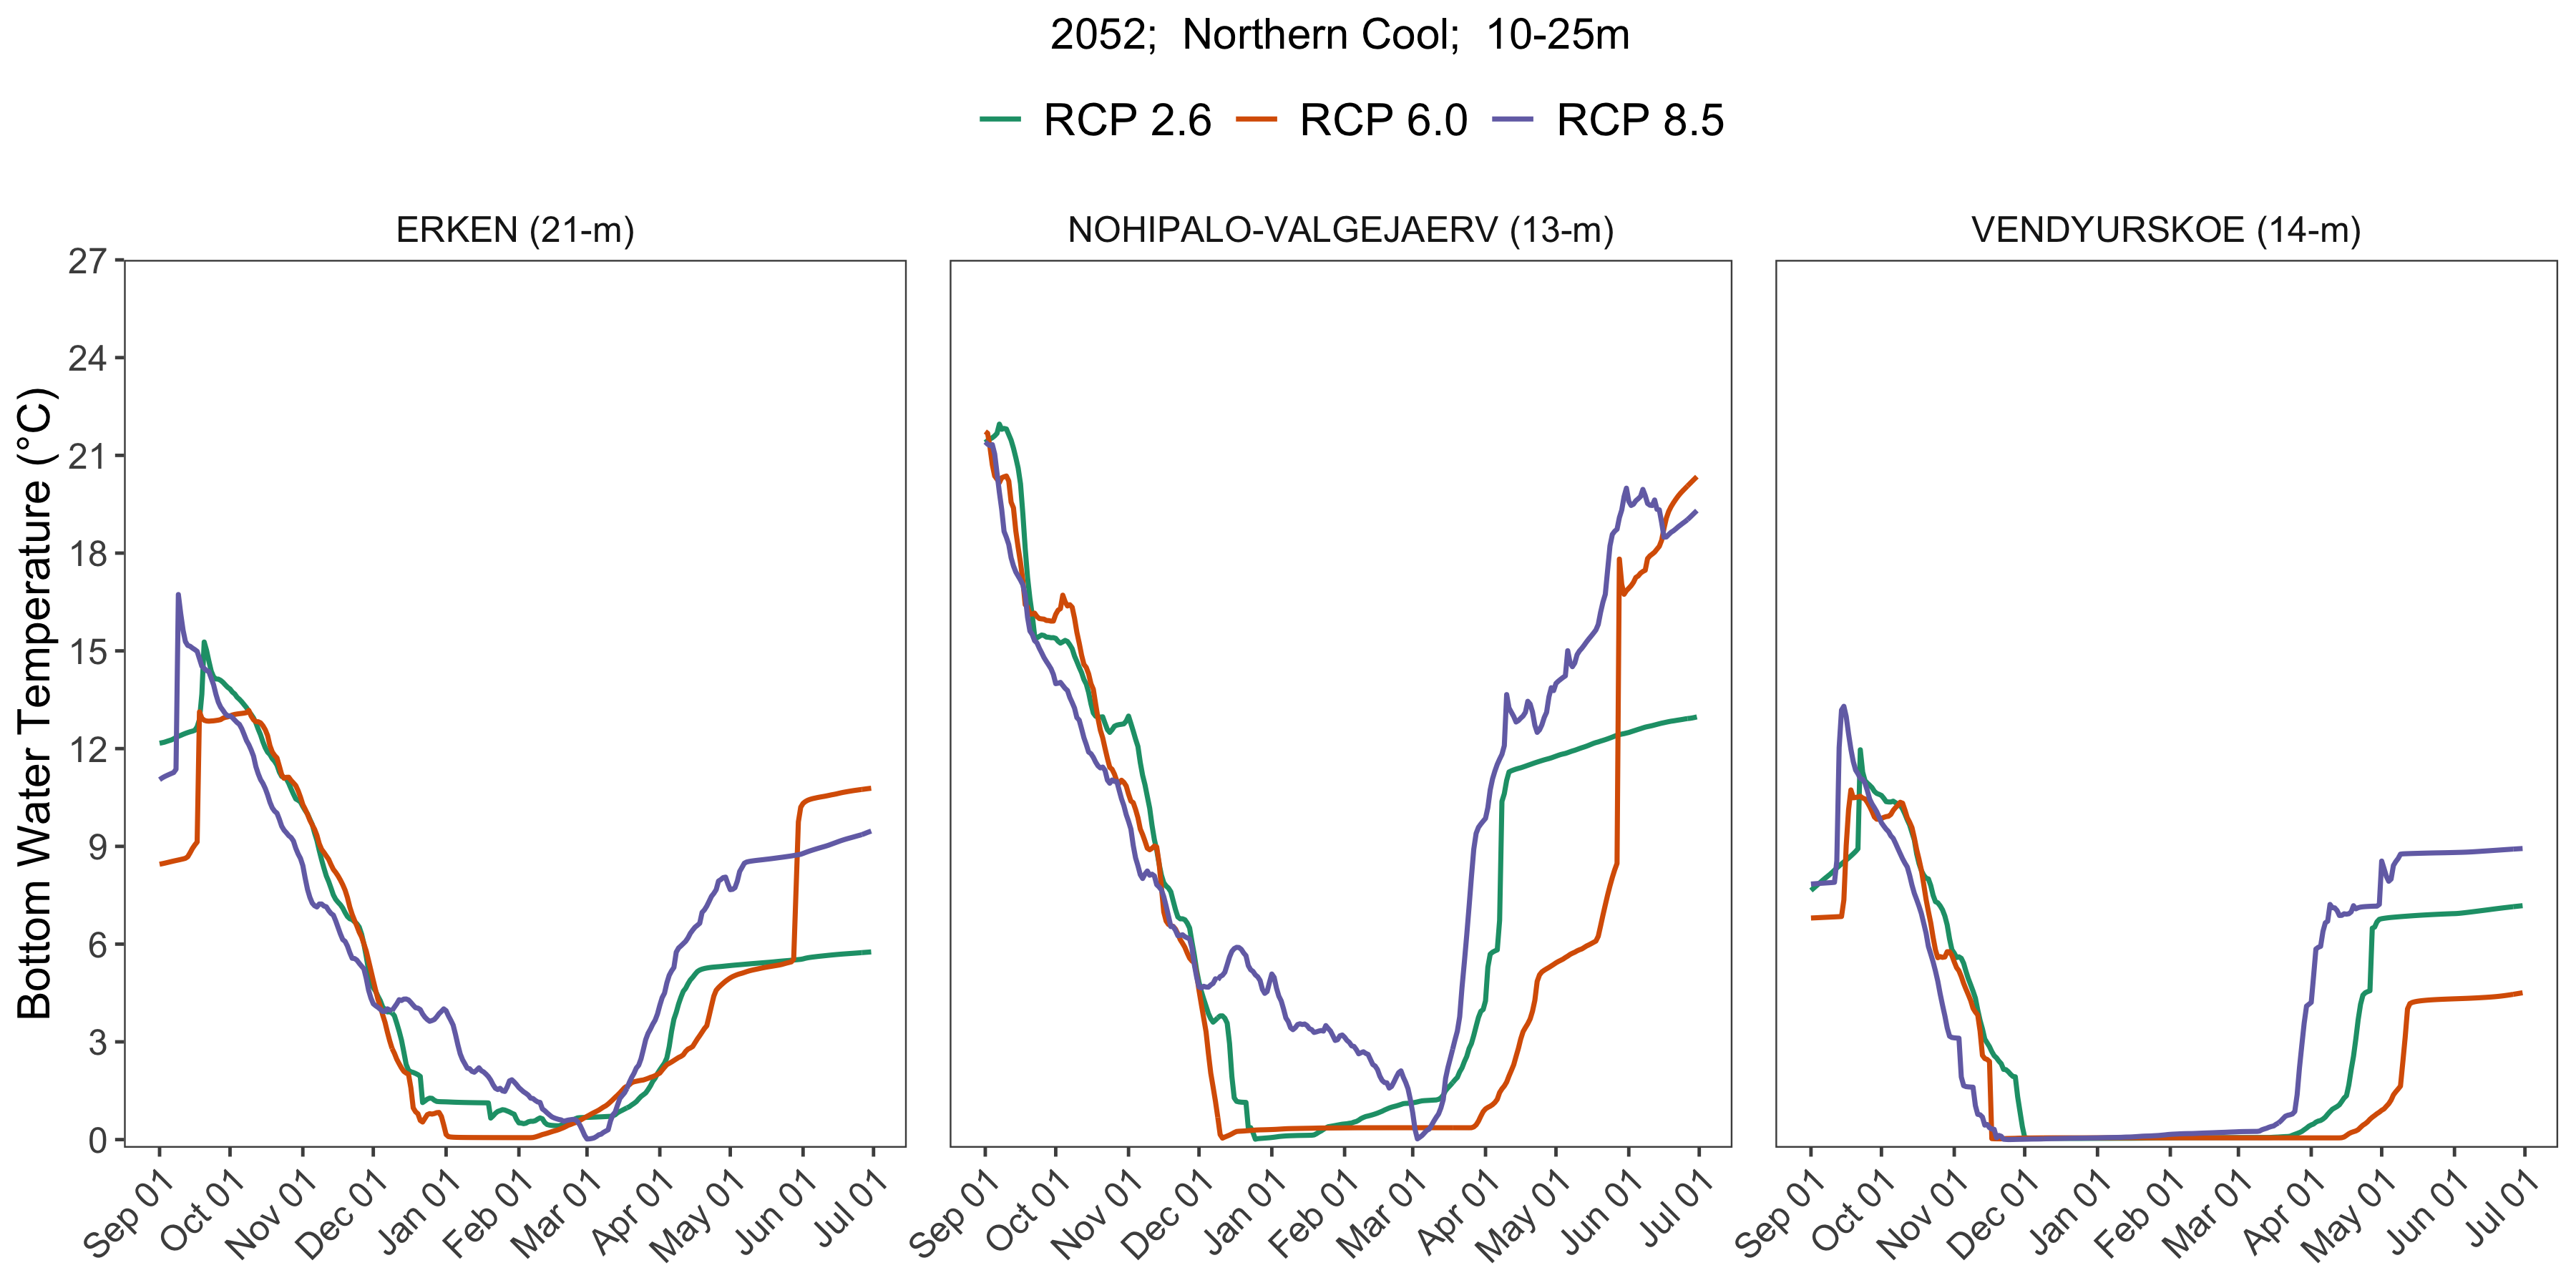 2052;  Northern Cool;  10-25m
RCP 2.6 RCP 6.0 RCP 8.5
ERKEN (21-m) NOHIPALO-VALGEJAERV (13-m) VENDYURSKOE (14-m)
Bottom Water Temperature (°C)
27
24
21
18
15
12
9
6
3
0
Sep 01 Oct 01 Nov 01 Dec 01 Jan 01 Feb 01 Mar 01 Apr 01 May 01 Jun 01 Jul 01
Sep 01 Oct 01 Nov 01 Dec 01 Jan 01 Feb 01 Mar 01 Apr 01 May 01 Jun 01 Jul 01
Sep 01 Oct 01 Nov 01 Dec 01 Jan 01 Feb 01 Mar 01 Apr 01 May 01 Jun 01 Jul 01